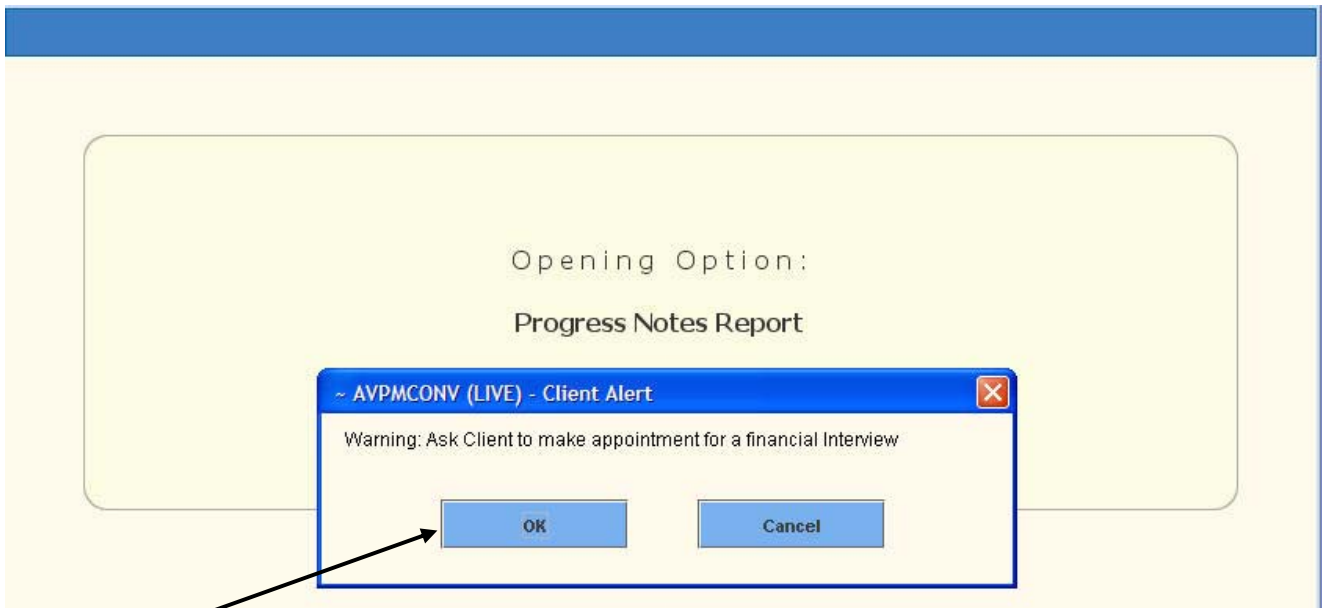 Opening Option:
Progress Notes Report
~ AVPMCONV (LIVE) - Client Alert
Warning: Ask Client to make appointment for a financial Interview
OK Cancel